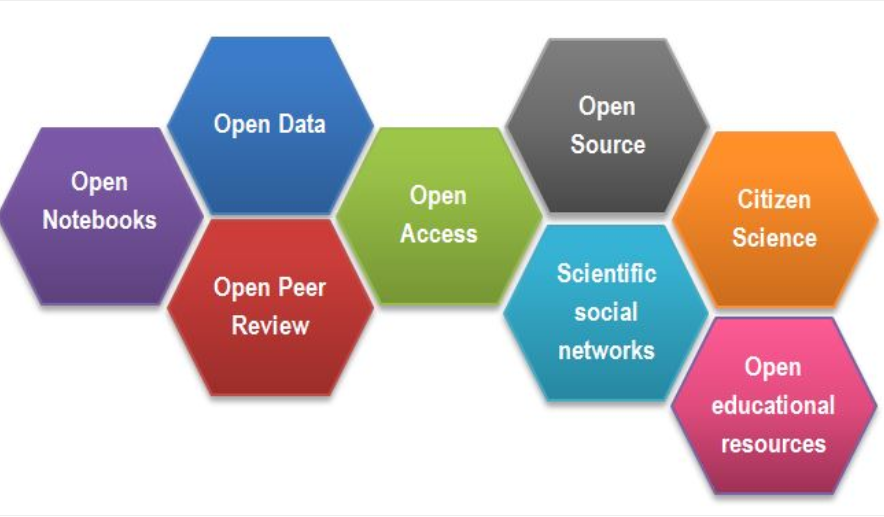 Open
Notebooks
Open Data
Open Peer
Review
Open
Access
Open
Source
Scientific
social
networks
Citizen
Science
Open
educational
resources